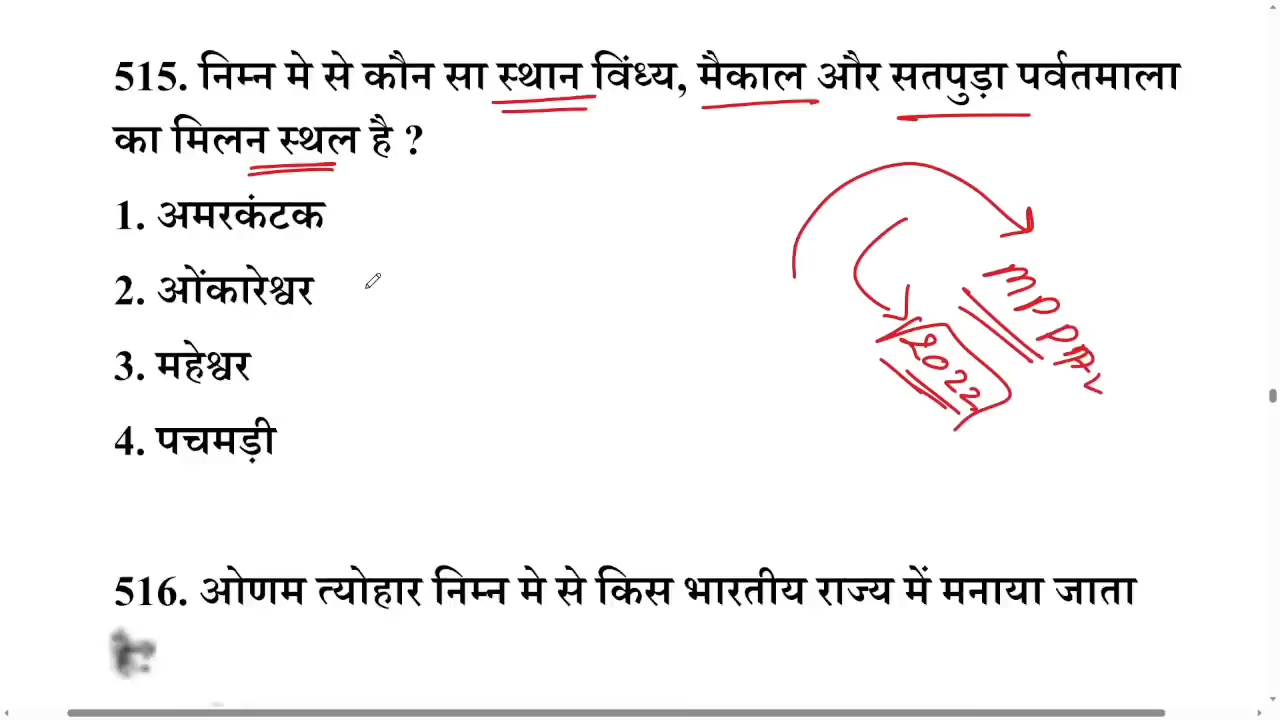 515. निम्न मे से कौन सा स्थान विंध्य, मैकाल और सतपुड़ा पर्वतमाला
का मिलन स्थल है ?
1. अमरकंटक
2. ओंकारेश्वर
3. महेश्वर
4. पचमड़ी
2022
516. ओणम त्योहार निम्न मे से किस भारतीय राज्य में मनाया जाता